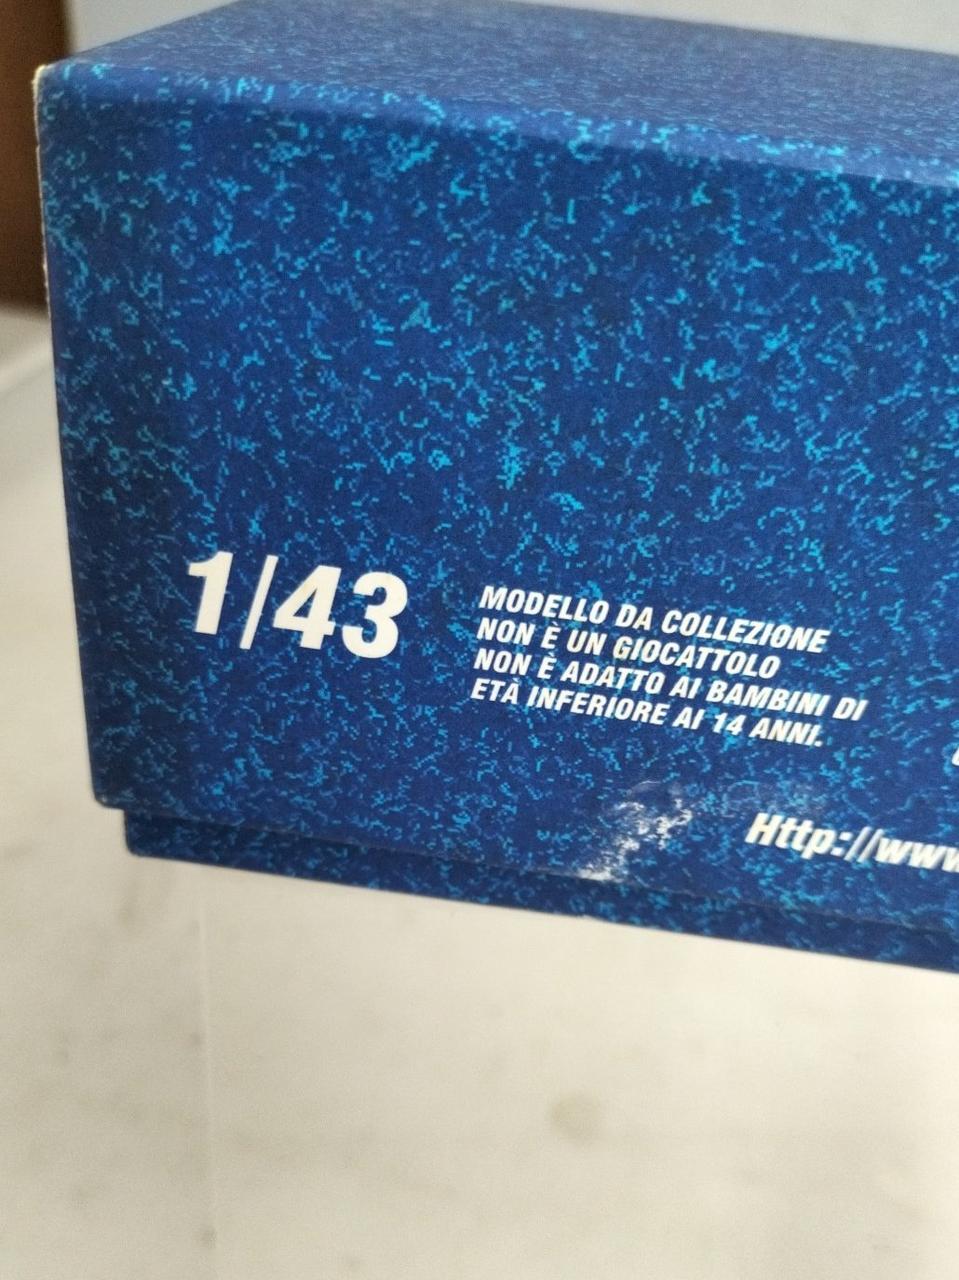 1/43
MODELLO DA COLLEZIONE
NON È UN GIOCATTOLO
NON È ADATTO AI BAMBINI DI
ETÀ INFERIORE AI 14 ANNI.
Http://www